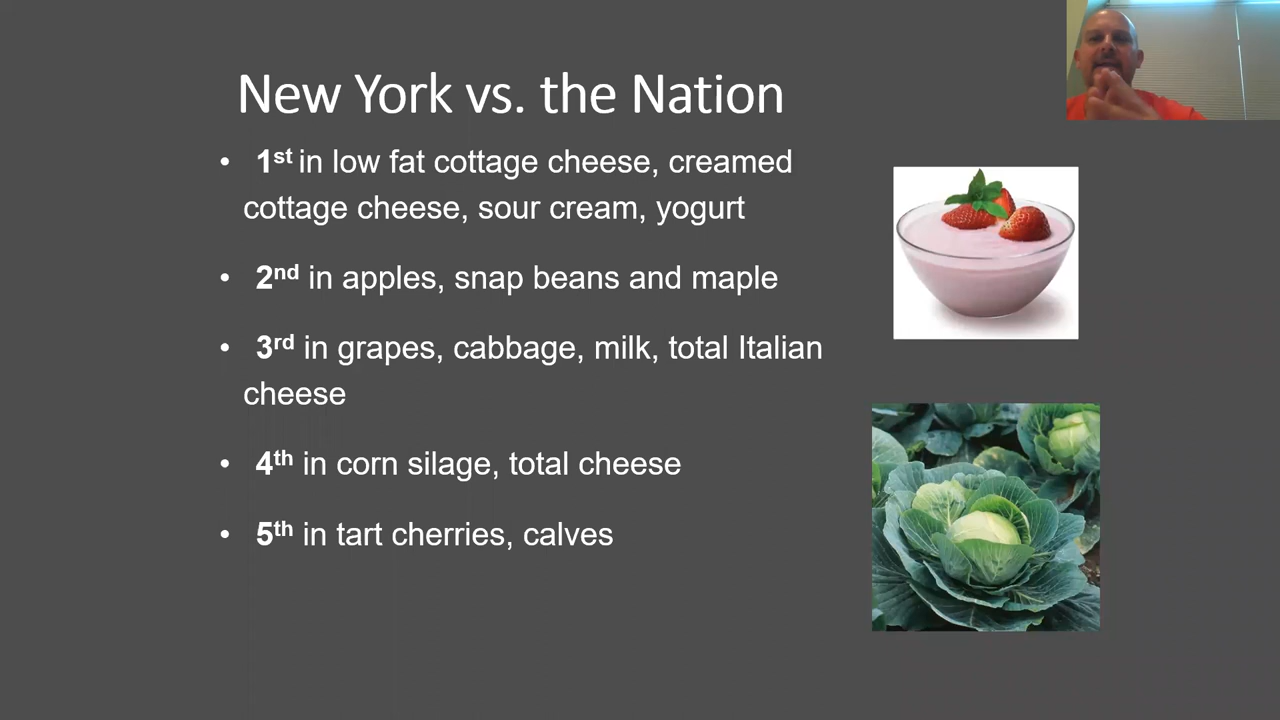 New York vs. the Nation
• 1st in low fat cottage cheese, creamed
cottage cheese, sour cream, yogurt
• 2nd in apples, snap beans and maple
• 3rd in grapes, cabbage, milk, total Italian
cheese
• 4th in corn silage, total cheese
• 5th in tart cherries, calves